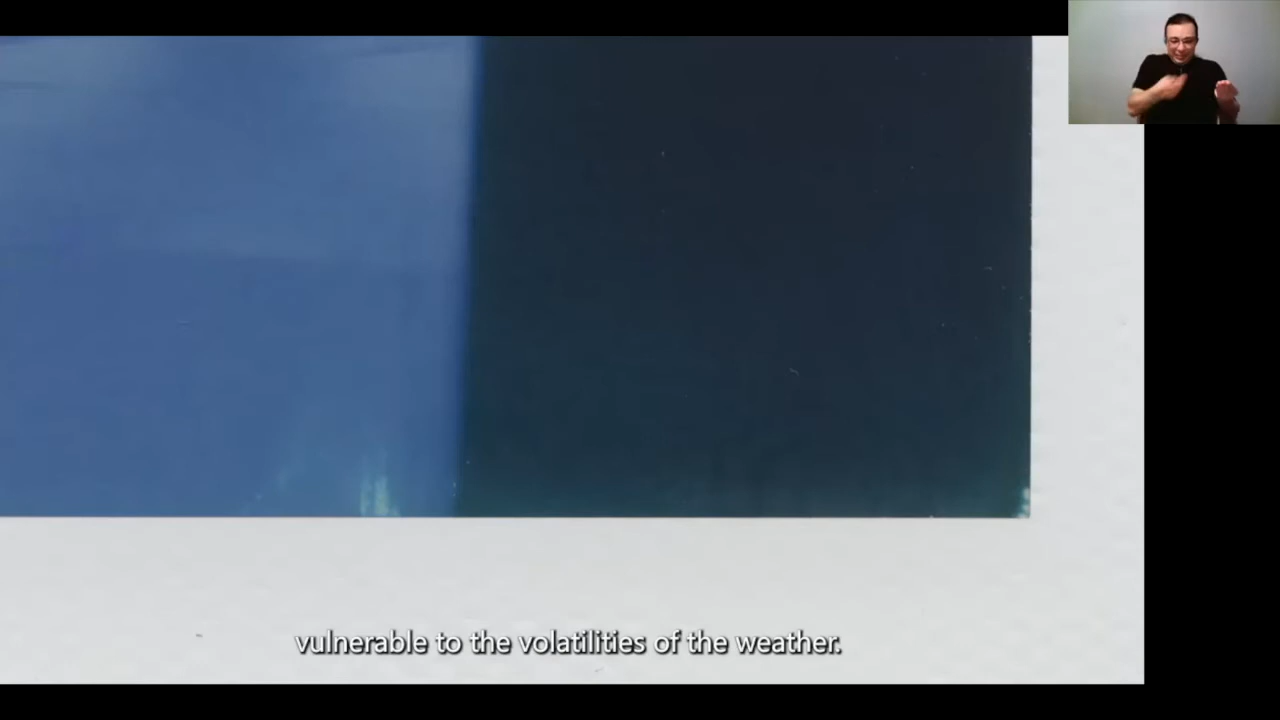 vulnerable to the volatilities of the weather.